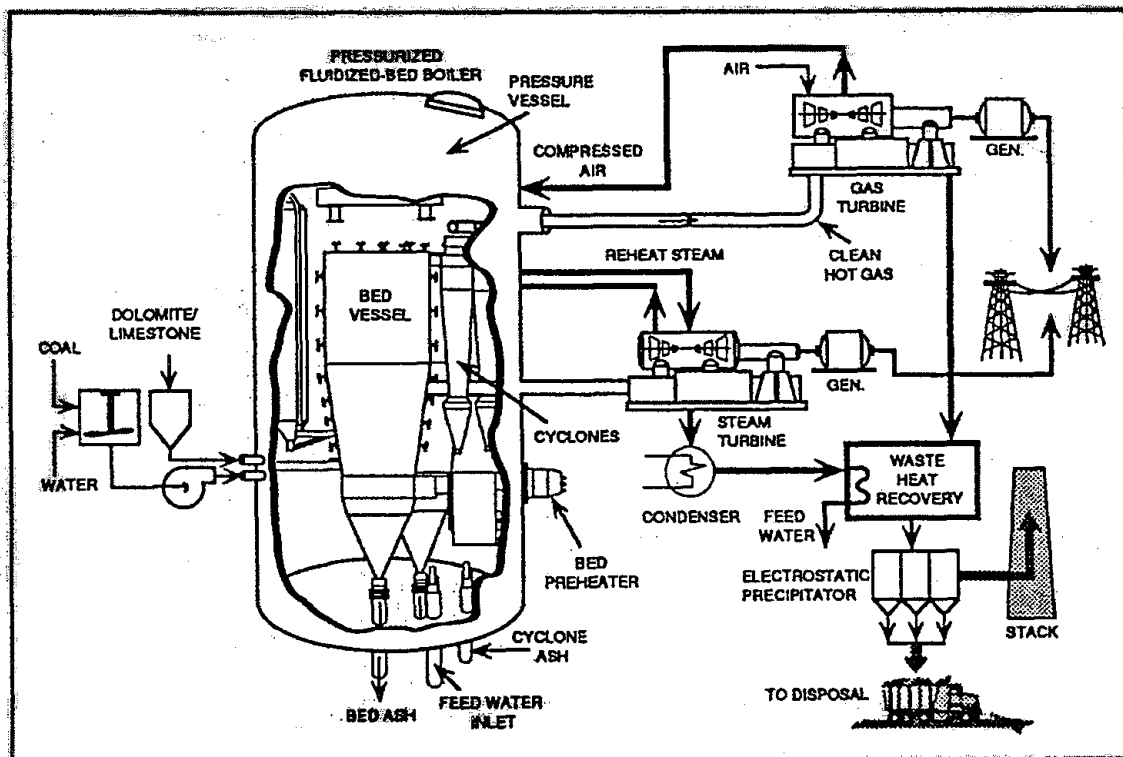 PRESSURIZED
FLUIDIZED-BED BOILER
PRESSURE
VESSEL
AIR
COMPRESSED
AIR
GEN.
GAS
TURBINE
CLEAN
HOT GAS
REHEAT STEAM
BED
VESSEL
DOLOMITE/
LIMESTONE
COAL
WATER
CYCLONES
GEN.
STEAM
TURBINE
CONDENSER
WASTE
HEAT
RECOVERY
FEED
WATER
BED
PREHEATER
ELECTROSTATIC
PRECIPITATOR
STACK
CYCLONE
ASH
BED ASH
FEED WATER
INLET
TO DISPOSAL